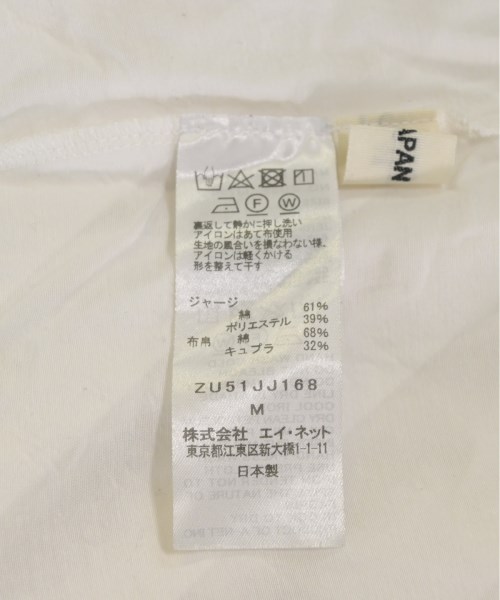 IPAN
F W
裏返して静かに押し洗い
アイロンはあて布使用
生地の風合いを損なわない様、
アイロンは軽くかける
形を整えて干す
ジャージ
綿 61%
ポリエステル 39%
布帛 綿 68%
キュプラ 32%
ZU51JJ168
M
株式会社 エイ・ネット
東京都江東区新大橋1-1-11
日本製